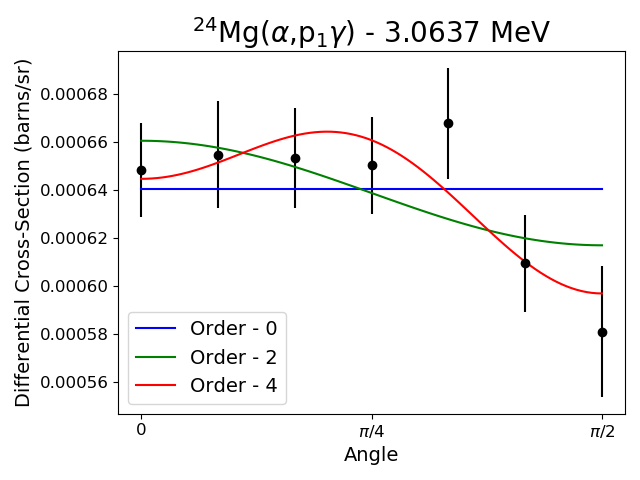 ²⁴Mg(α,p₁γ) - 3.0637 MeV
Differential Cross-Section (barns/sr)
0.00068
0.00066
0.00064
0.00062
0.00060
0.00058
0.00056
Order - 0
Order - 2
Order - 4
0 π/4 π/2
Angle